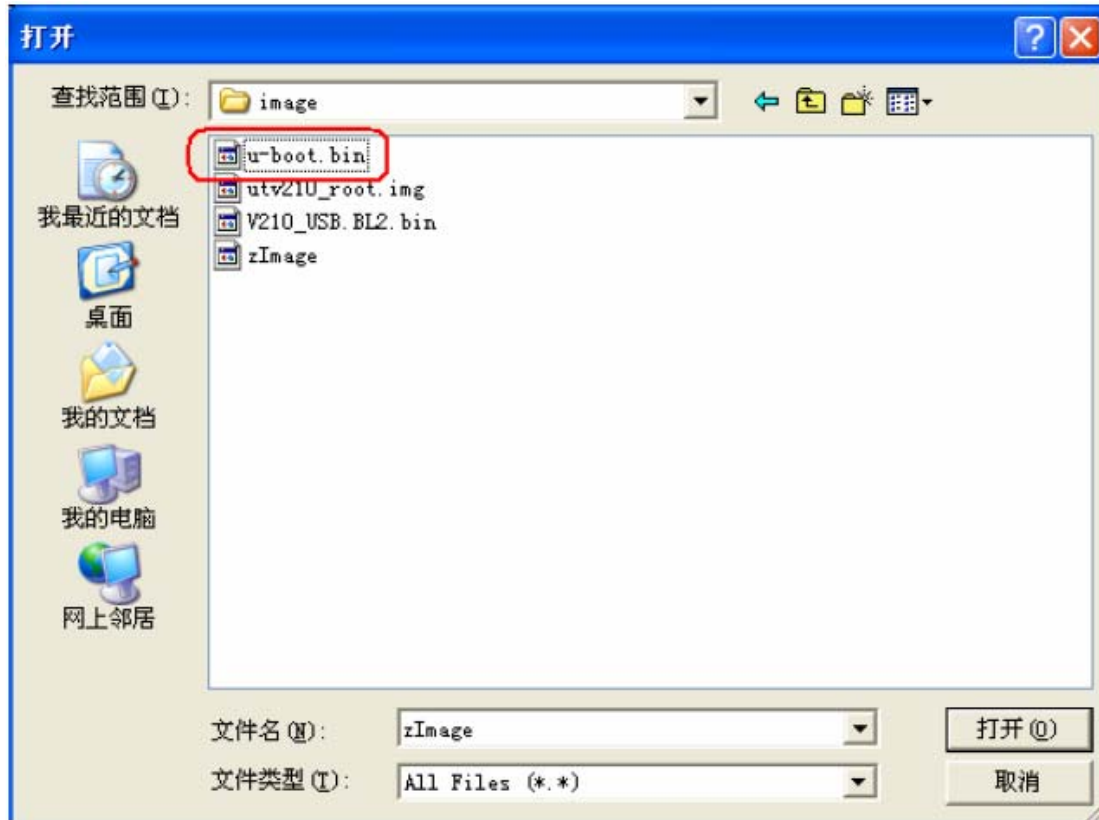 打开
查找范围(I):
image
u-boot.bin
utv210_root.img
V210_USB.BL2.bin
zImage
我最近的文档
桌面
我的文档
我的电脑
网上邻居
文件名(N):
zImage
打开(O)
文件类型(T):
All Files (*.*)
取消